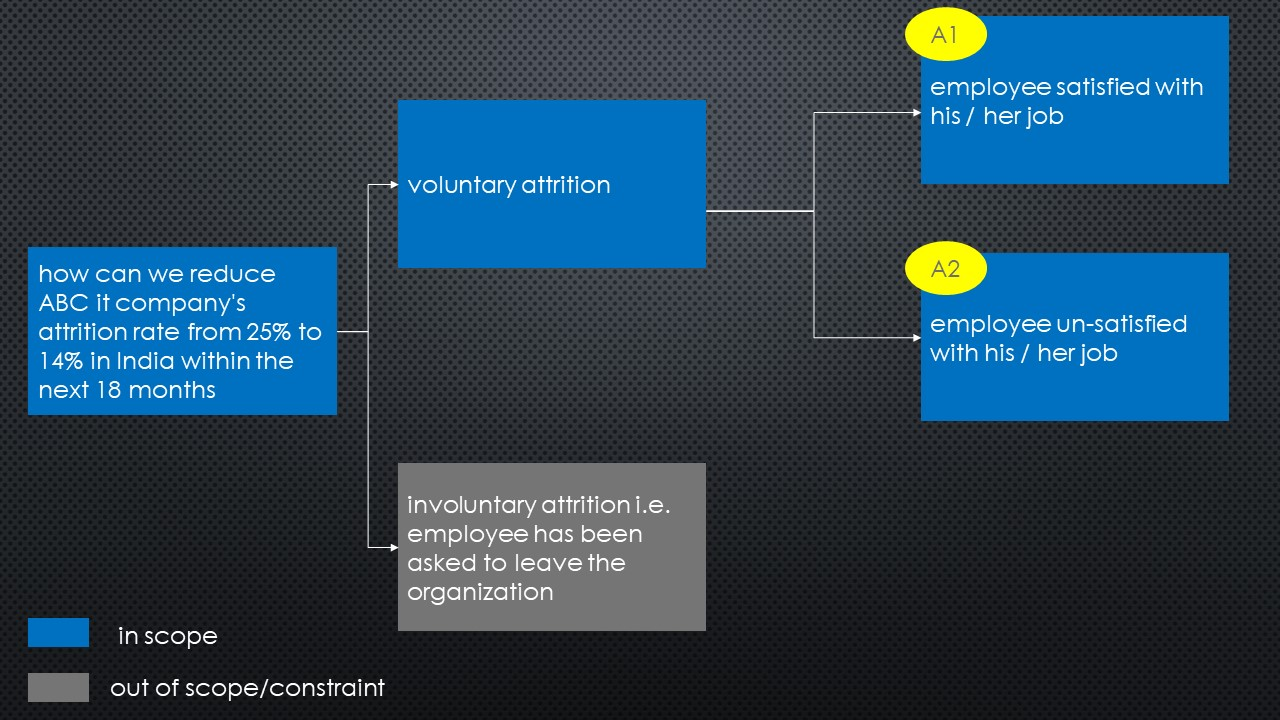 A1
employee satisfied with
his / her job
voluntary attrition
A2
employee un-satisfied
with his / her job
how can we reduce
ABC it company's
attrition rate from 25% to
14% in India within the
next 18 months
involuntary attrition i.e.
employee has been
asked to leave the
organization
in scope
out of scope/constraint